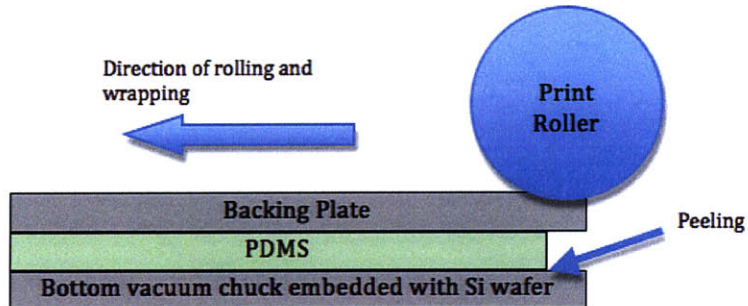 Direction of rolling and
wrapping
Print
Roller
Backing Plate
Peeling
PDMS
Bottom vacuum chuck embedded with Si wafer